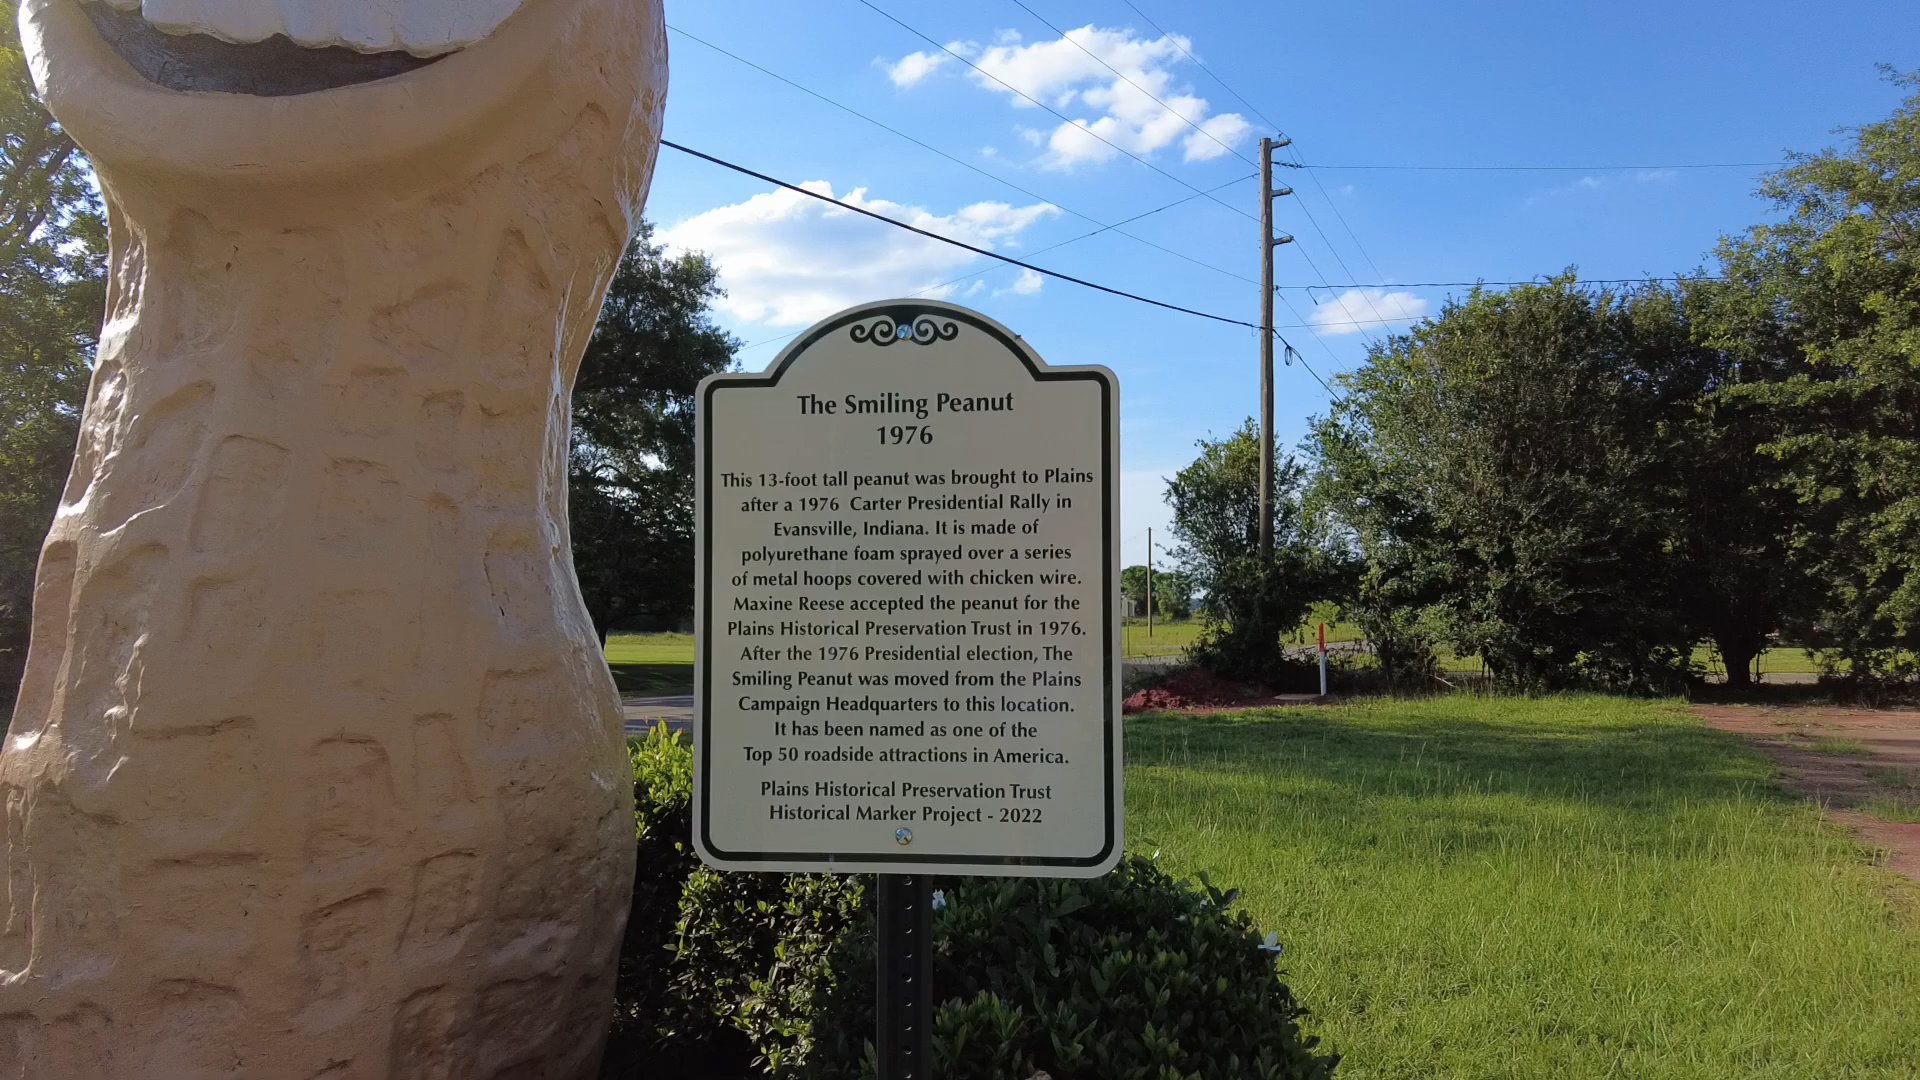 The Smiling Peanut
1976
This 13-foot tall peanut was brought to Plains
after a 1976 Carter Presidential Rally in
Evansville, Indiana. It is made of
polyurethane foam sprayed over a series
of metal hoops covered with chicken wire.
Maxine Reese accepted the peanut for the
Plains Historical Preservation Trust in 1976.
After the 1976 Presidential election, The
Smiling Peanut was moved from the Plains
Campaign Headquarters to this location.
It has been named as one of the
Top 50 roadside attractions in America.
Plains Historical Preservation Trust
Historical Marker Project - 2022